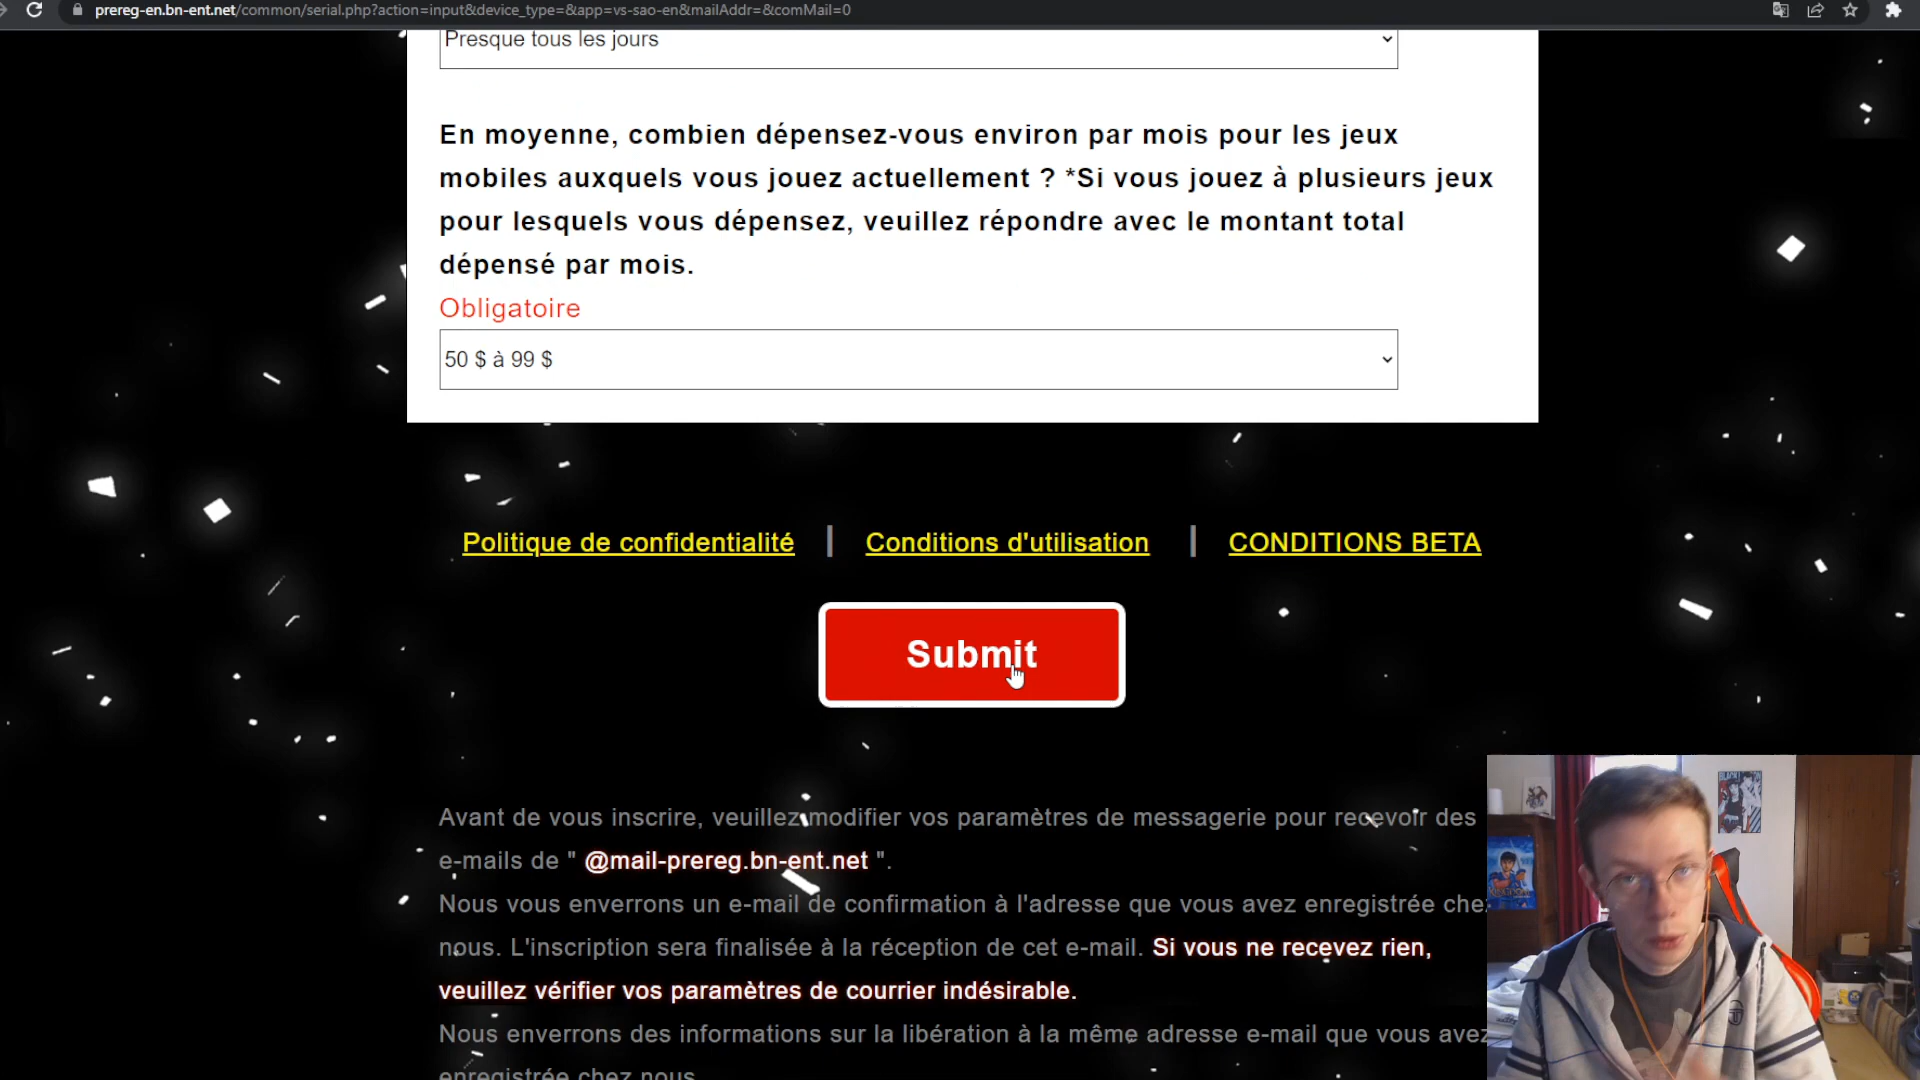 prereg-en.bn-ent.net/common/serial.php?action=input&device_type=&app=vs-sao-en&mailAddr=&comMail=0
Presque tous les jours
En moyenne, combien dépensez-vous environ par mois pour les jeux
mobiles auxquels vous jouez actuellement ? *Si vous jouez à plusieurs jeux
pour lesquels vous dépensez, veuillez répondre avec le montant total
dépensé par mois.
Obligatoire
50 $ à 99 $
Politique de confidentialité | Conditions d'utilisation | CONDITIONS BETA
Submit
Avant de vous inscrire, veuillez modifier vos paramètres de messagerie pour recevoir des
e-mails de " @mail-prereg.bn-ent.net ".
Nous vous enverrons un e-mail de confirmation à l'adresse que vous avez enregistrée che
nous. L'inscription sera finalisée à la réception de cet e-mail. Si vous ne recevez rien,
veuillez vérifier vos paramètres de courrier indésirable.
Nous enverrons des informations sur la libération à la même adresse e-mail que vous avez
enregistrée chez nous.